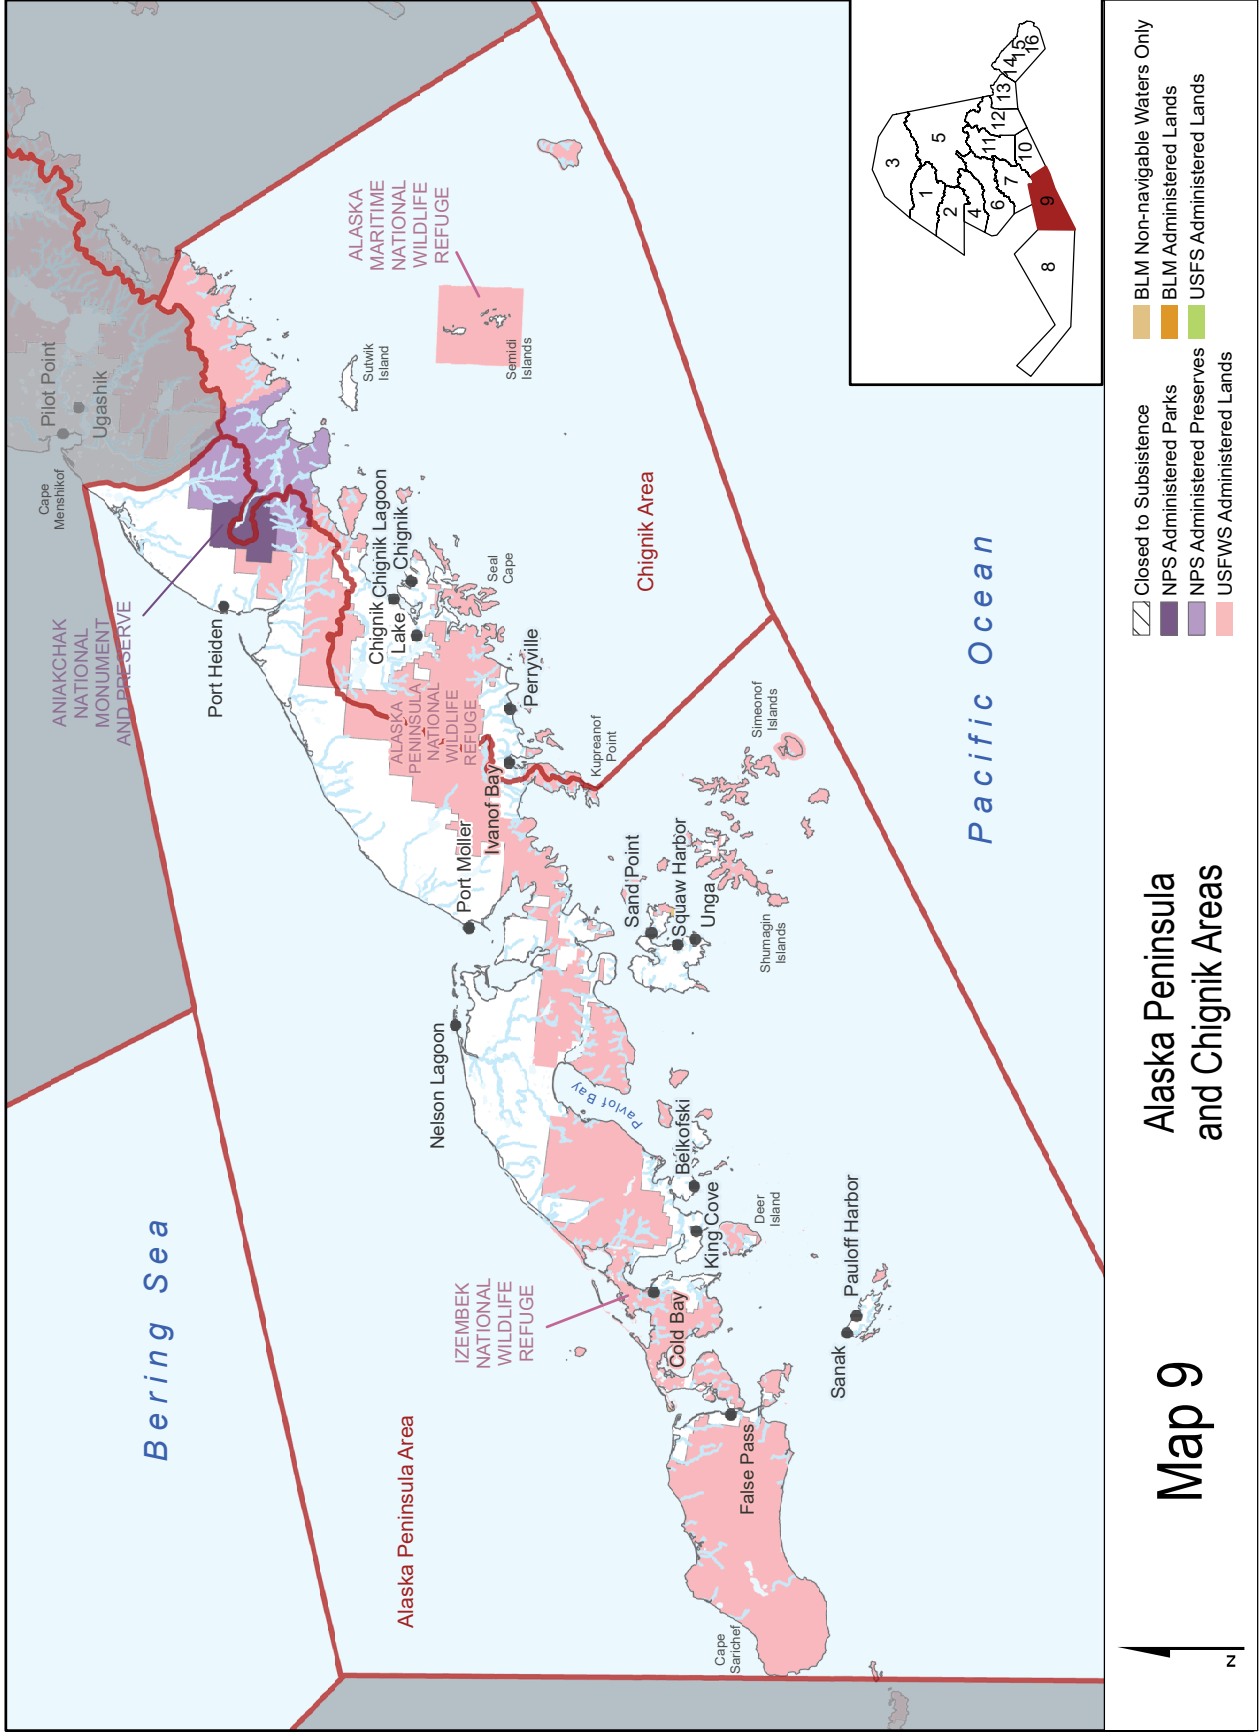 Bering Sea
Alaska Peninsula Area
Cape
Sarichef
False Pass
IZEMBEK
NATIONAL
WILDLIFE
REFUGE
Cold Bay
King Cove
Belkofski
Deer
Island
Sanak
Pauloff Harbor
Pavlof Bay
Nelson Lagoon
Port Moller
Sand Point
Squaw Harbor
Unga
Shumagin
Islands
Simeonof
Islands
Kupreanof
Point
Ivanof Bay
Perryville
ALASKA
PENINSULA
NATIONAL
WILDLIFE
REFUGE
Port Heiden
ANIAKCHAK
NATIONAL
MONUMENT
AND PRESERVE
Cape
Menshikof
Pilot Point
Ugashik
Chignik
Lake
Chignik Lagoon
Chignik
Seal
Cape
Sutwik
Island
Semidi
Islands
ALASKA
MARITIME
NATIONAL
WILDLIFE
REFUGE
Chignik Area
Pacific Ocean
3
5
1
2
4
6
7
11
12
13
14
15
16
10
9
8
N
Map 9
Alaska Peninsula
and Chignik Areas
Closed to Subsistence
NPS Administered Parks
NPS Administered Preserves
USFWS Administered Lands
BLM Non-navigable Waters Only
BLM Administered Lands
USFS Administered Lands